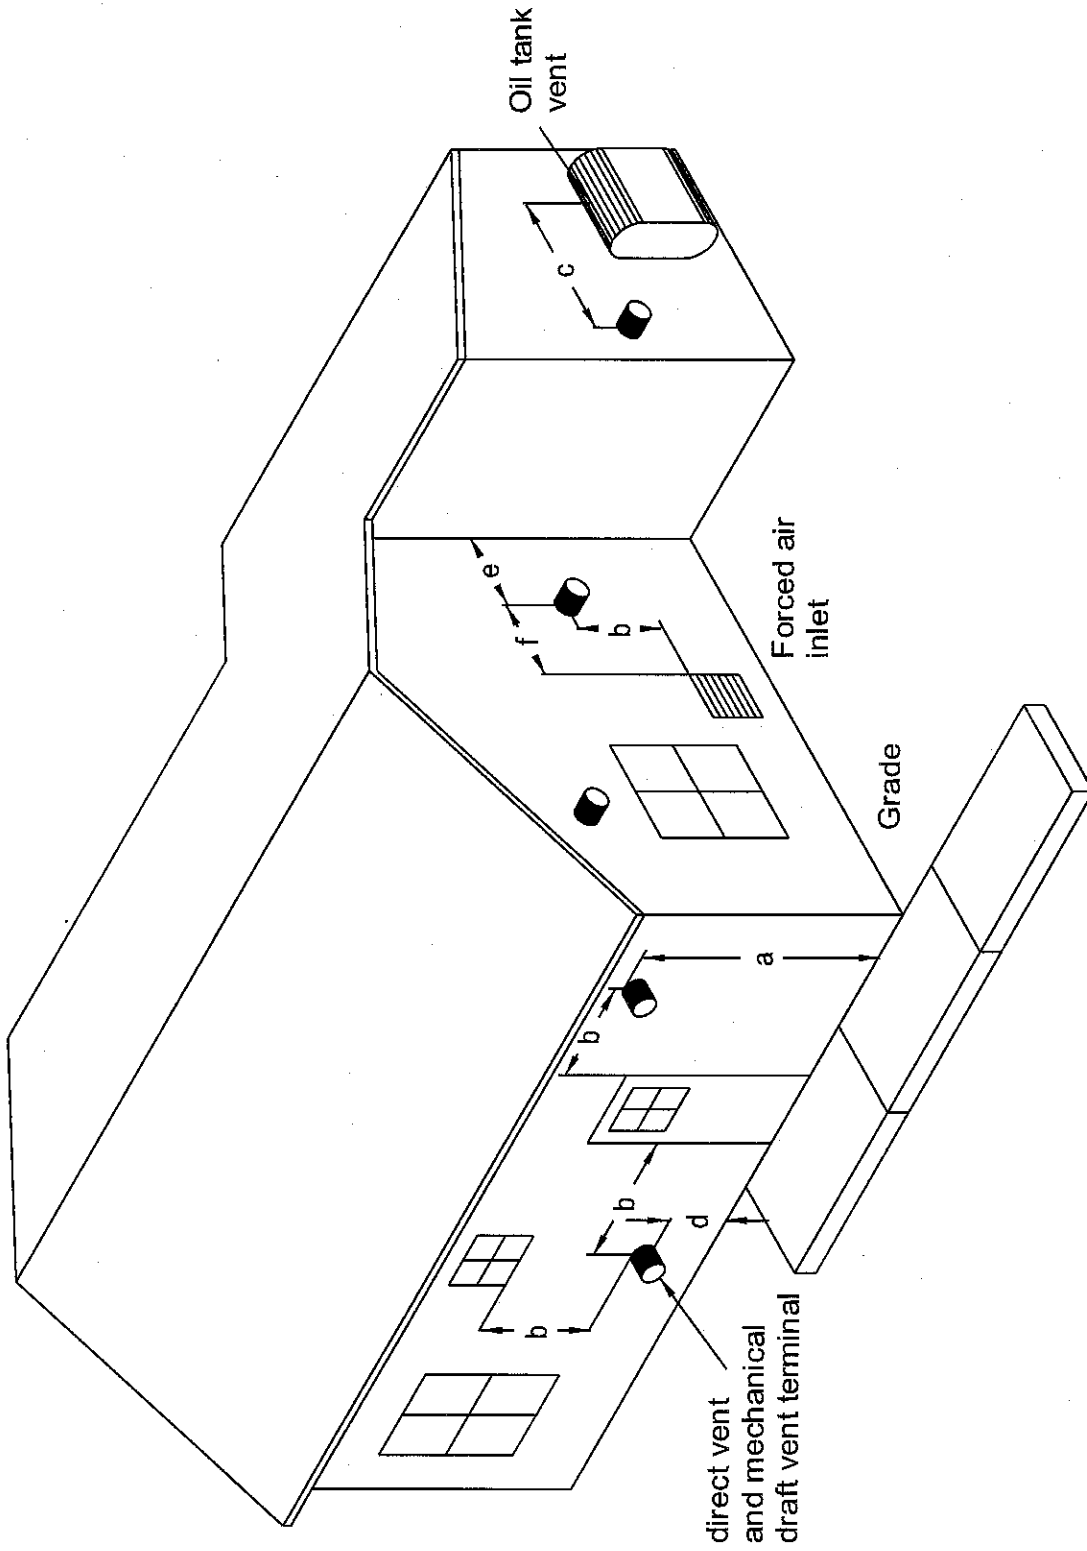 Oil tank
vent
c
e
f
b
b
b
b
a
d
direct vent
and mechanical
draft vent terminal
Forced air
inlet
Grade